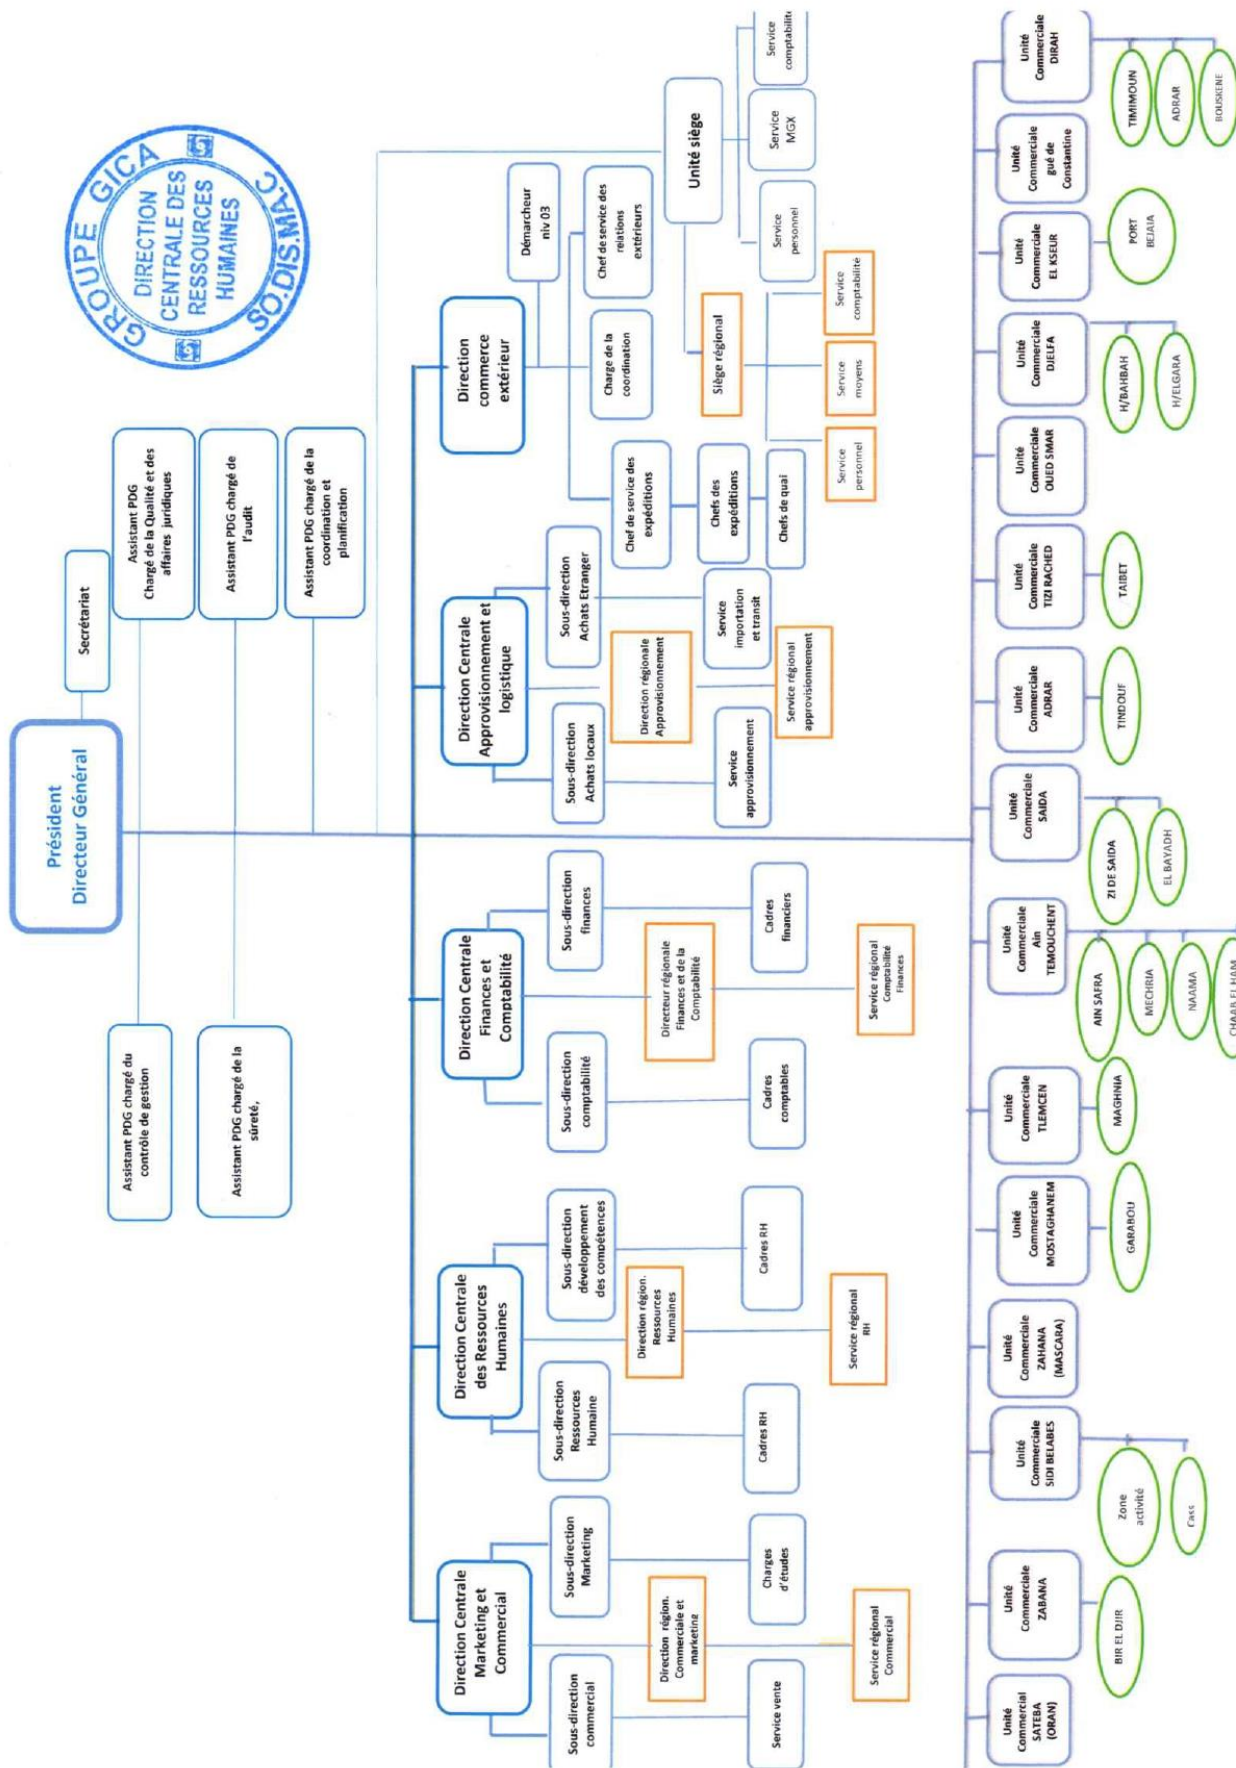 Président
Directeur Général
Secrétariat
Assistant PDG chargé du
contrôle de gestion
Assistant PDG
Chargé de la Qualité et des
affaires juridiques
Assistant PDG chargé de la
sûreté,
Assistant PDG chargé de
l'audit
Assistant PDG chargé de la
coordination et
planification
GROUPE GICA
DIRECTION
CENTRALE DES
RESSOURCES
HUMAINES
SO.DIS.MA.C
Direction Centrale
Marketing et
Commercial
Sous-direction
commercial
Sous-direction
Marketing
Direction région.
Commerciale et
marketing
Service vente
Charges
d'études
Service régional
Commercial
Direction Centrale
des Ressources
Humaines
Sous-direction
Ressources
Humaine
Sous-direction
développement
des compétences
Direction région.
Ressources
Humaines
Cadres RH
Cadres RH
Service régional
RH
Direction Centrale
Finances et
Comptabilité
Sous-direction
comptabilité
Sous-direction
finances
Directeur régionale
Finances et de la
Comptabilité
Cadres
comptables
Cadres
financiers
Service régional
Comptabilité
Finances
Direction Centrale
Approvisionnement et
logistique
Sous-direction
Achats locaux
Sous-direction
Achats Etranger
Direction régionale
Approvisionnement
Service
approvisionnement
Service
importation
et transit
Service régional
approvisionnement
Direction
commerce
extérieur
Démarcheur
niv 03
Chef de service des
expéditions
Charge de la
coordination
Chef de service des
relations
extérieurs
Chefs des
expéditions
Chefs de quai
Unité siège
Siège régional
Service
personnel
Service
MGX
Service
comptabilité
Service
personnel
Service
moyens
Service
comptabilité
Unité
Commercial
SATEBA
(ORAN)
Unité
Commerciale
ZABANA
BIR EL DJIR
Unité
Commerciale
SIDI BELABES
Zone
activité
Cass
Unité
Commerciale
ZAHANA
(MASCARA)
Unité
Commerciale
MOSTAGHANEM
GARABOU
Unité
Commerciale
TLEMCEN
MAGHNIA
Unité
Commerciale
Ain
TEMOUCHENT
AIN SAFRA
MECHRIA
NAAMA
CHAAB EL HAM
Unité
Commerciale
SAIDA
ZI DE SAIDA
EL BAYADH
Unité
Commerciale
ADRAR
TINDOUF
Unité
Commerciale
TIZI RACHED
TAIBET
Unité
Commerciale
OUED SMAR
Unité
Commerciale
DJELFA
H/BAHBAH
H/ELGARA
Unité
Commerciale
EL KSEUR
PORT
BEJAIA
Unité
Commerciale
gué de
Constantine
Unité
Commerciale
DIRAH
TIMIMOUN
ADRAR
BOUSKENE